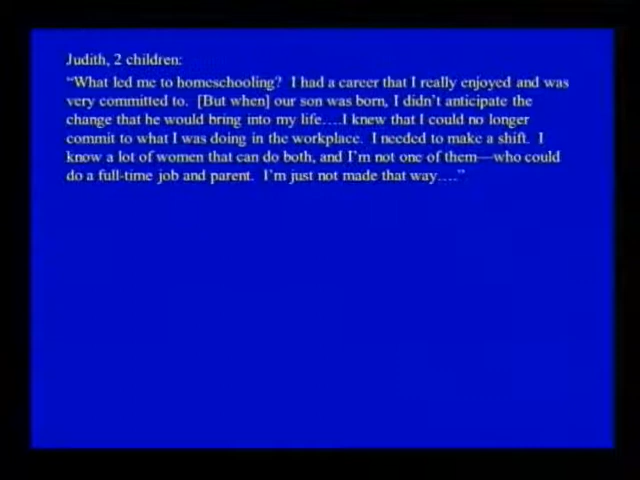 Judith, 2 children:
“What led me to homeschooling?  I had a career that I really enjoyed and was
very committed to.  [But when] our son was born, I didn’t anticipate the
change that he would bring into my life….I knew that I could no longer
commit to what I was doing in the workplace.  I needed to make a shift.  I
know a lot of women that can do both, and I’m not one of them—who could
do a full-time job and parent.  I’m just not made that way….”